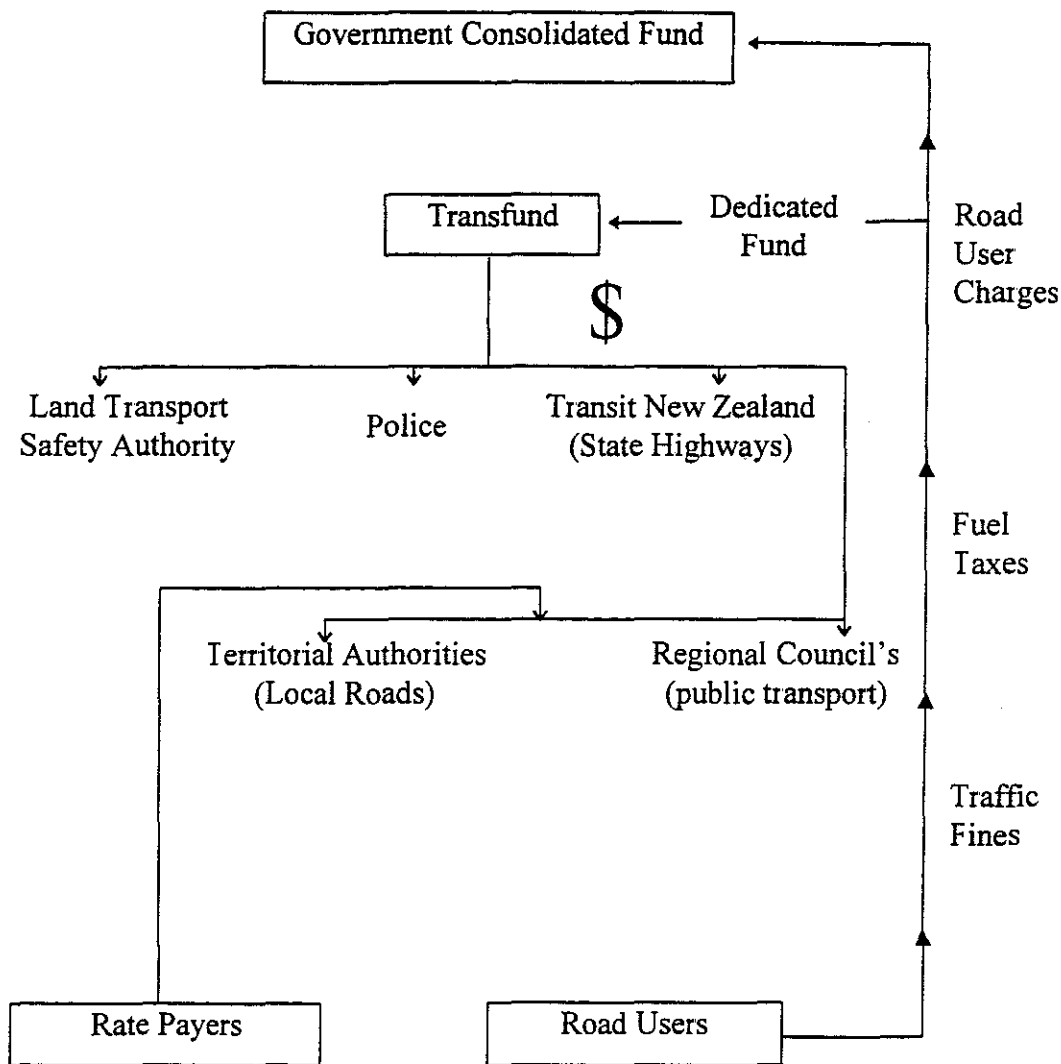 Government Consolidated Fund
Transfund
Dedicated
Fund
Road
User
Charges
$
Land Transport
Safety Authority
Police
Transit New Zealand
(State Highways)
Fuel
Taxes
Territorial Authorities
(Local Roads)
Regional Council's
(public transport)
Traffic
Fines
Rate Payers
Road Users